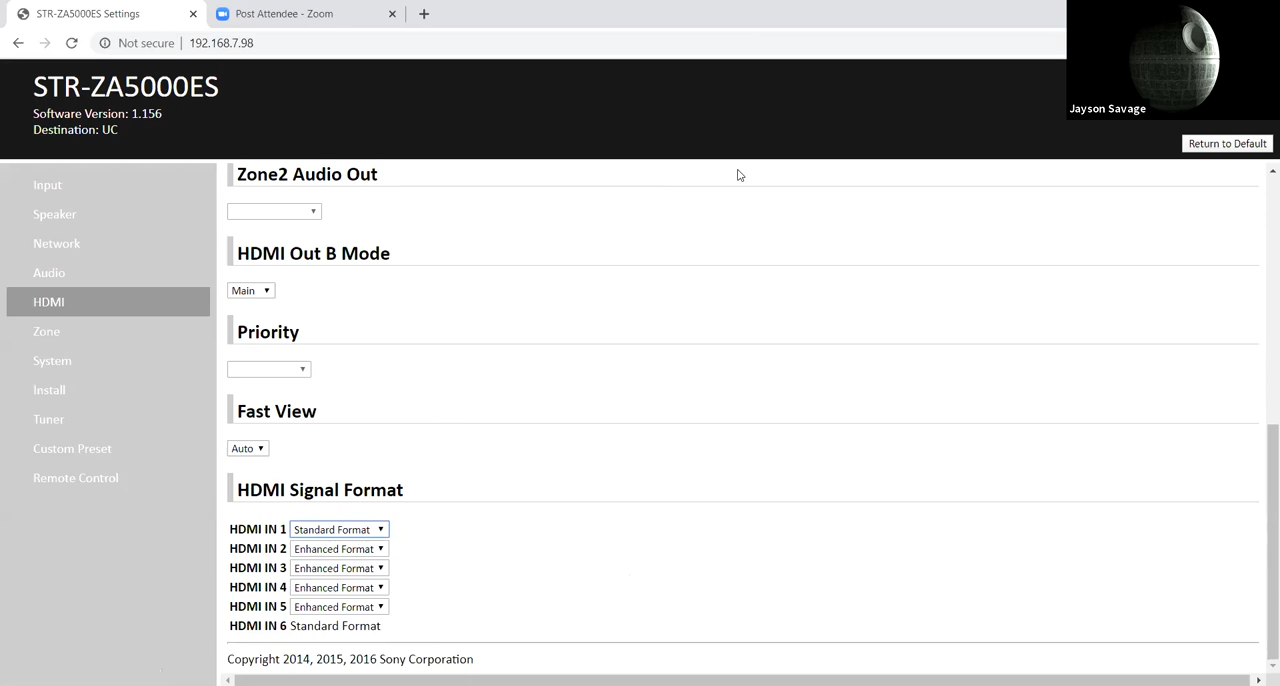 STR-ZA5000ES Settings
Post Attendee - Zoom
Not secure | 192.168.7.98
STR-ZA5000ES
Software Version: 1.156
Destination: UC
Jayson Savage
Return to Default
Input
Speaker
Network
Audio
HDMI
Zone
System
Install
Tuner
Custom Preset
Remote Control
Zone2 Audio Out
HDMI Out B Mode
Main
Priority
Fast View
Auto
HDMI Signal Format
HDMI IN 1 Standard Format
HDMI IN 2 Enhanced Format
HDMI IN 3 Enhanced Format
HDMI IN 4 Enhanced Format
HDMI IN 5 Enhanced Format
HDMI IN 6 Standard Format
Copyright 2014, 2015, 2016 Sony Corporation